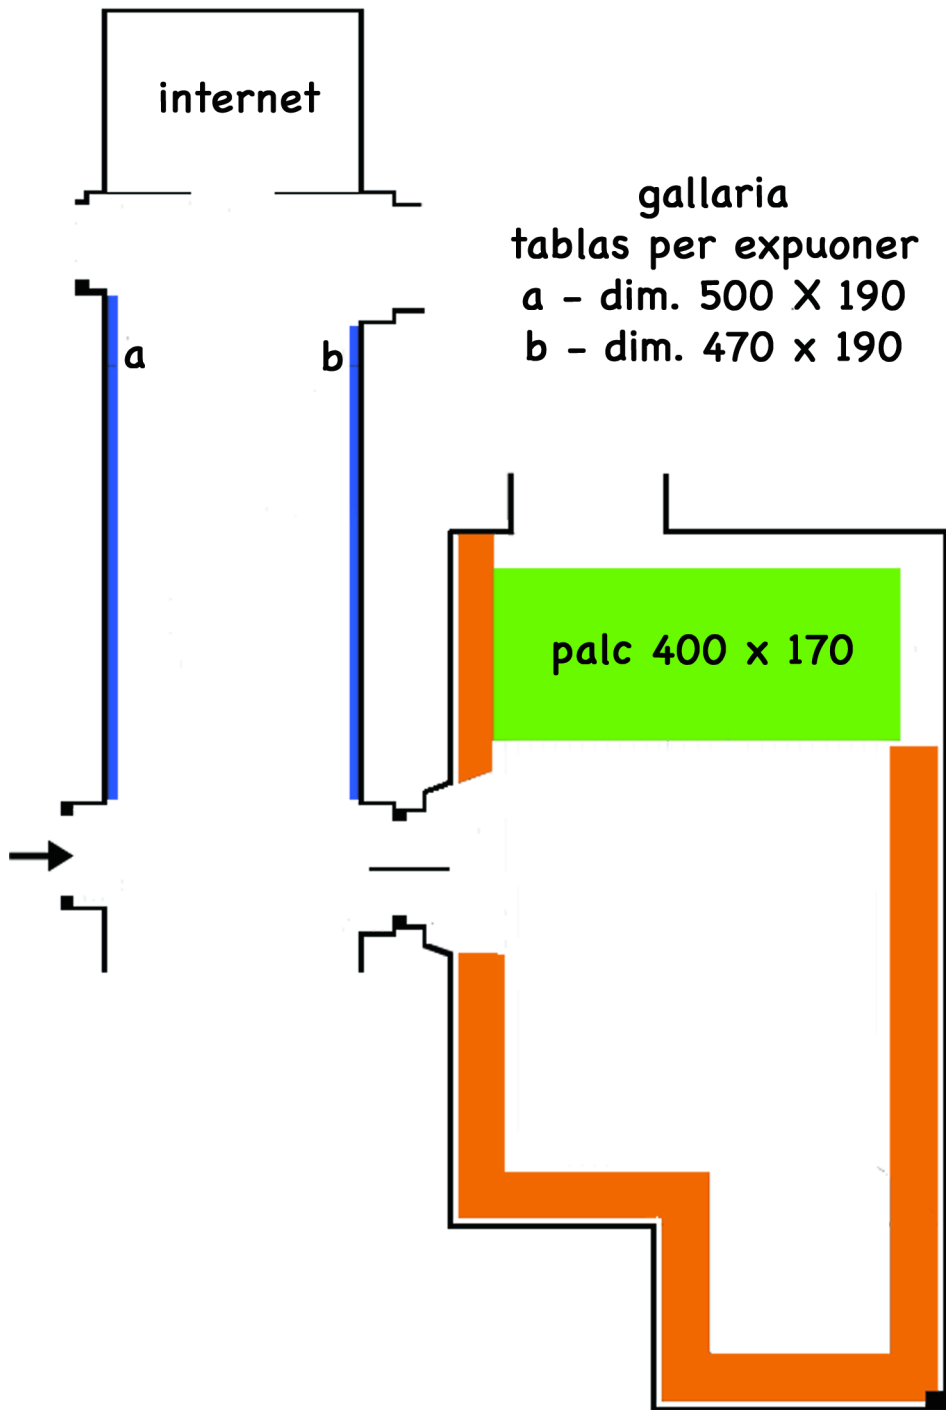 internet
gallaria
tablas per expuoner
a - dim. 500 X 190
b - dim. 470 x 190
a
b
palc 400 x 170